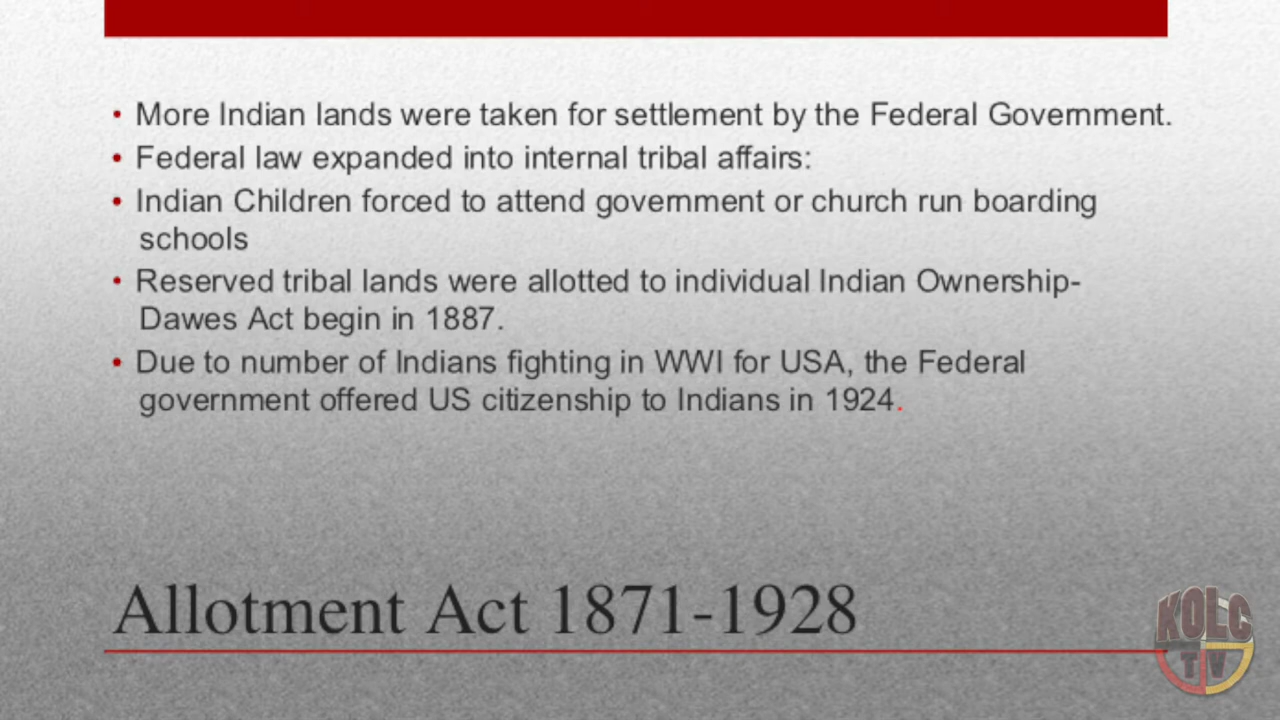 • More Indian lands were taken for settlement by the Federal Government.
• Federal law expanded into internal tribal affairs:
• Indian Children forced to attend government or church run boarding
schools
• Reserved tribal lands were allotted to individual Indian Ownership-
Dawes Act begin in 1887.
• Due to number of Indians fighting in WWI for USA, the Federal
government offered US citizenship to Indians in 1924.
Allotment Act 1871-1928
KOLC
TV